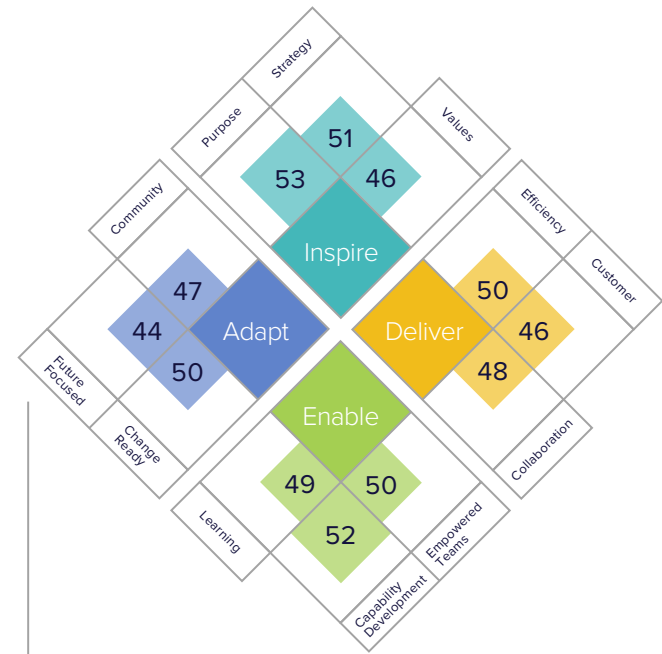 Strategy
Purpose
Values
51
53
46
Inspire
Community
47
44
50
Adapt
Future
Focused
Change
Ready
Efficiency
Customer
50
46
48
Deliver
Collaboration
Enable
49
50
52
Learning
Empowered
Teams
Capability
Development